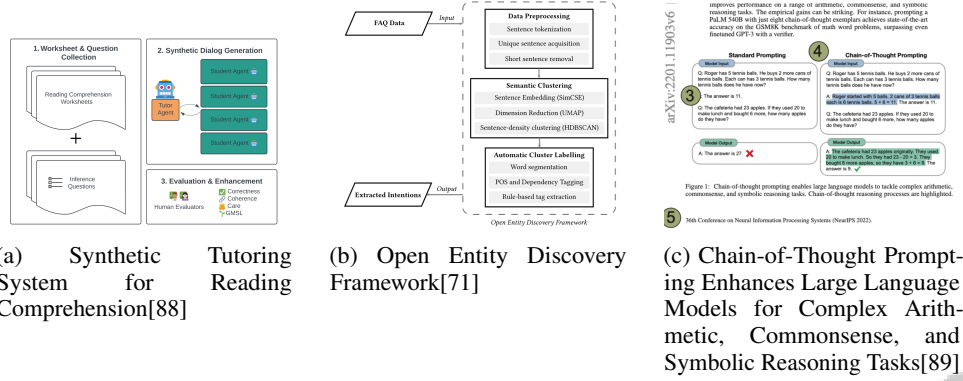 1. Worksheet & Question
Collection
Reading Comprehension
Worksheets
+
Inference
Questions
2. Synthetic Dialog Generation
Tutor
Agent
Student Agent
Student Agent
Student Agent
Student Agent
3. Evaluation & Enhancement
Human Evaluators
Correctness
Coherence
Care
GMSL
(a) Synthetic Tutoring
System for Reading
Comprehension[88]
FAQ Data
Input
Data Preprocessing
Sentence tokenization
Unique sentence acquisition
Short sentence removal
Semantic Clustering
Sentence Embedding (SimCSE)
Dimension Reduction (UMAP)
Sentence-density clustering (HDBSCAN)
Automatic Cluster Labelling
Word segmentation
POS and Dependency Tagging
Rule-based tag extraction
Extracted Intentions
Output
Open Entity Discovery Framework
(b) Open Entity Discovery
Framework[71]
arXiv:2201.11903v6
improves performance on a range of arithmetic, commonsense, and symbolic
reasoning tasks. The empirical gains can be striking. For instance, prompting a
PaLM 540B with just eight chain-of-thought exemplars achieves state-of-the-art
accuracy on the GSM8K benchmark of math word problems, surpassing even
finetuned GPT-3 with a verifier.
4
3
Standard Prompting
Model Input
Q: Roger has 5 tennis balls. He buys 2 more cans of
tennis balls. Each can has 3 tennis balls. How many
tennis balls does he have now?
The answer is 11.
Q: The cafeteria had 23 apples. If they used 20 to
make lunch and bought 6 more, how many apples
do they have?
Model Output
A: The answer is 27.
Chain-of-Thought Prompting
Model Input
Q: Roger has 5 tennis balls. He buys 2 more cans of
tennis balls. Each can has 3 tennis balls. How many
tennis balls does he have now?
A: Roger started with 5 balls. 2 cans of 3 tennis balls
each is 6 tennis balls. 5 + 6 = 11. The answer is 11.
Q: The cafeteria had 23 apples. If they used 20 to
make lunch and bought 6 more, how many apples
do they have?
Model Output
A: The cafeteria had 23 apples originally. They used
20 to make lunch. So they had 23 - 20 = 3. They
bought 6 more apples, so they have 3 + 6 = 9. The
answer is 9.
Figure 1: Chain-of-thought prompting enables large language models to tackle complex arithmetic,
commonsense, and symbolic reasoning tasks. Chain-of-thought reasoning processes are highlighted.
5
36th Conference on Neural Information Processing Systems (NeurIPS 2022).
(c) Chain-of-Thought Prompt-
ing Enhances Large Language
Models for Complex Arith-
metic, Commonsense, and
Symbolic Reasoning Tasks[89]